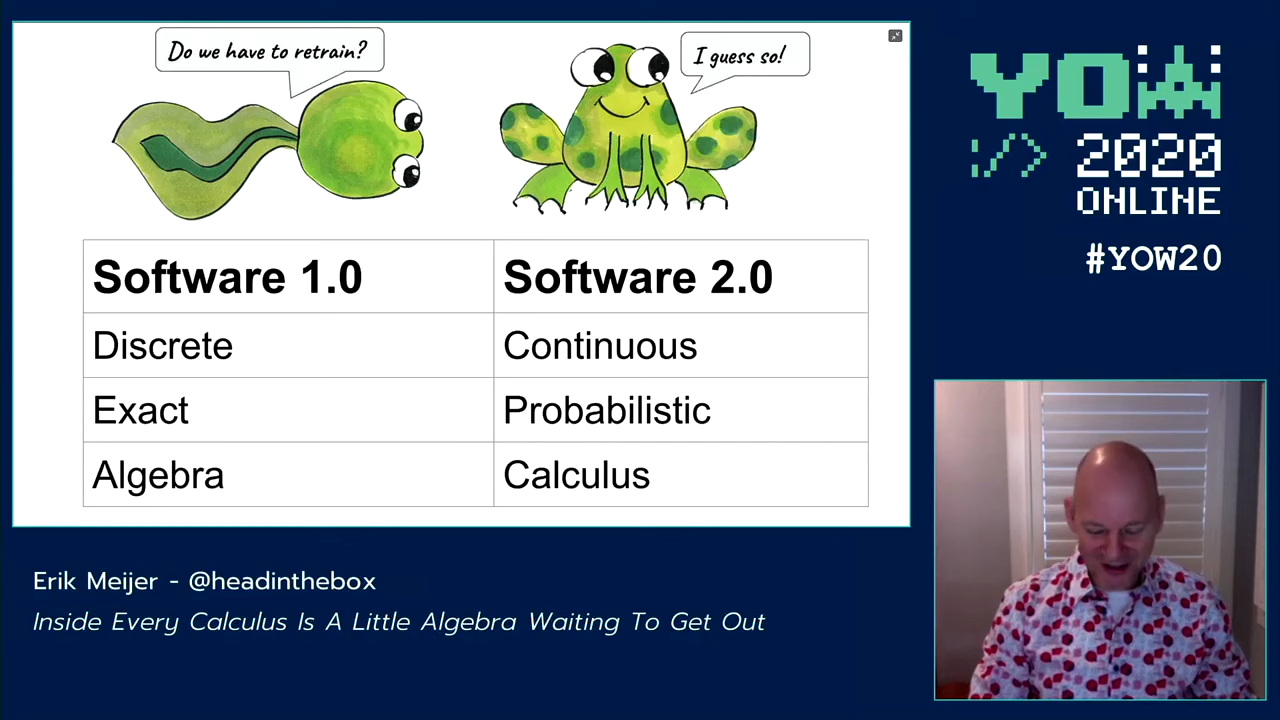 Do we have to retrain?
I guess so!
Software 1.0 Software 2.0
Discrete Continuous
Exact Probabilistic
Algebra Calculus
YOW
:/> 2020
ONLINE
#YOW20
Erik Meijer - @headinthebox
Inside Every Calculus Is A Little Algebra Waiting To Get Out